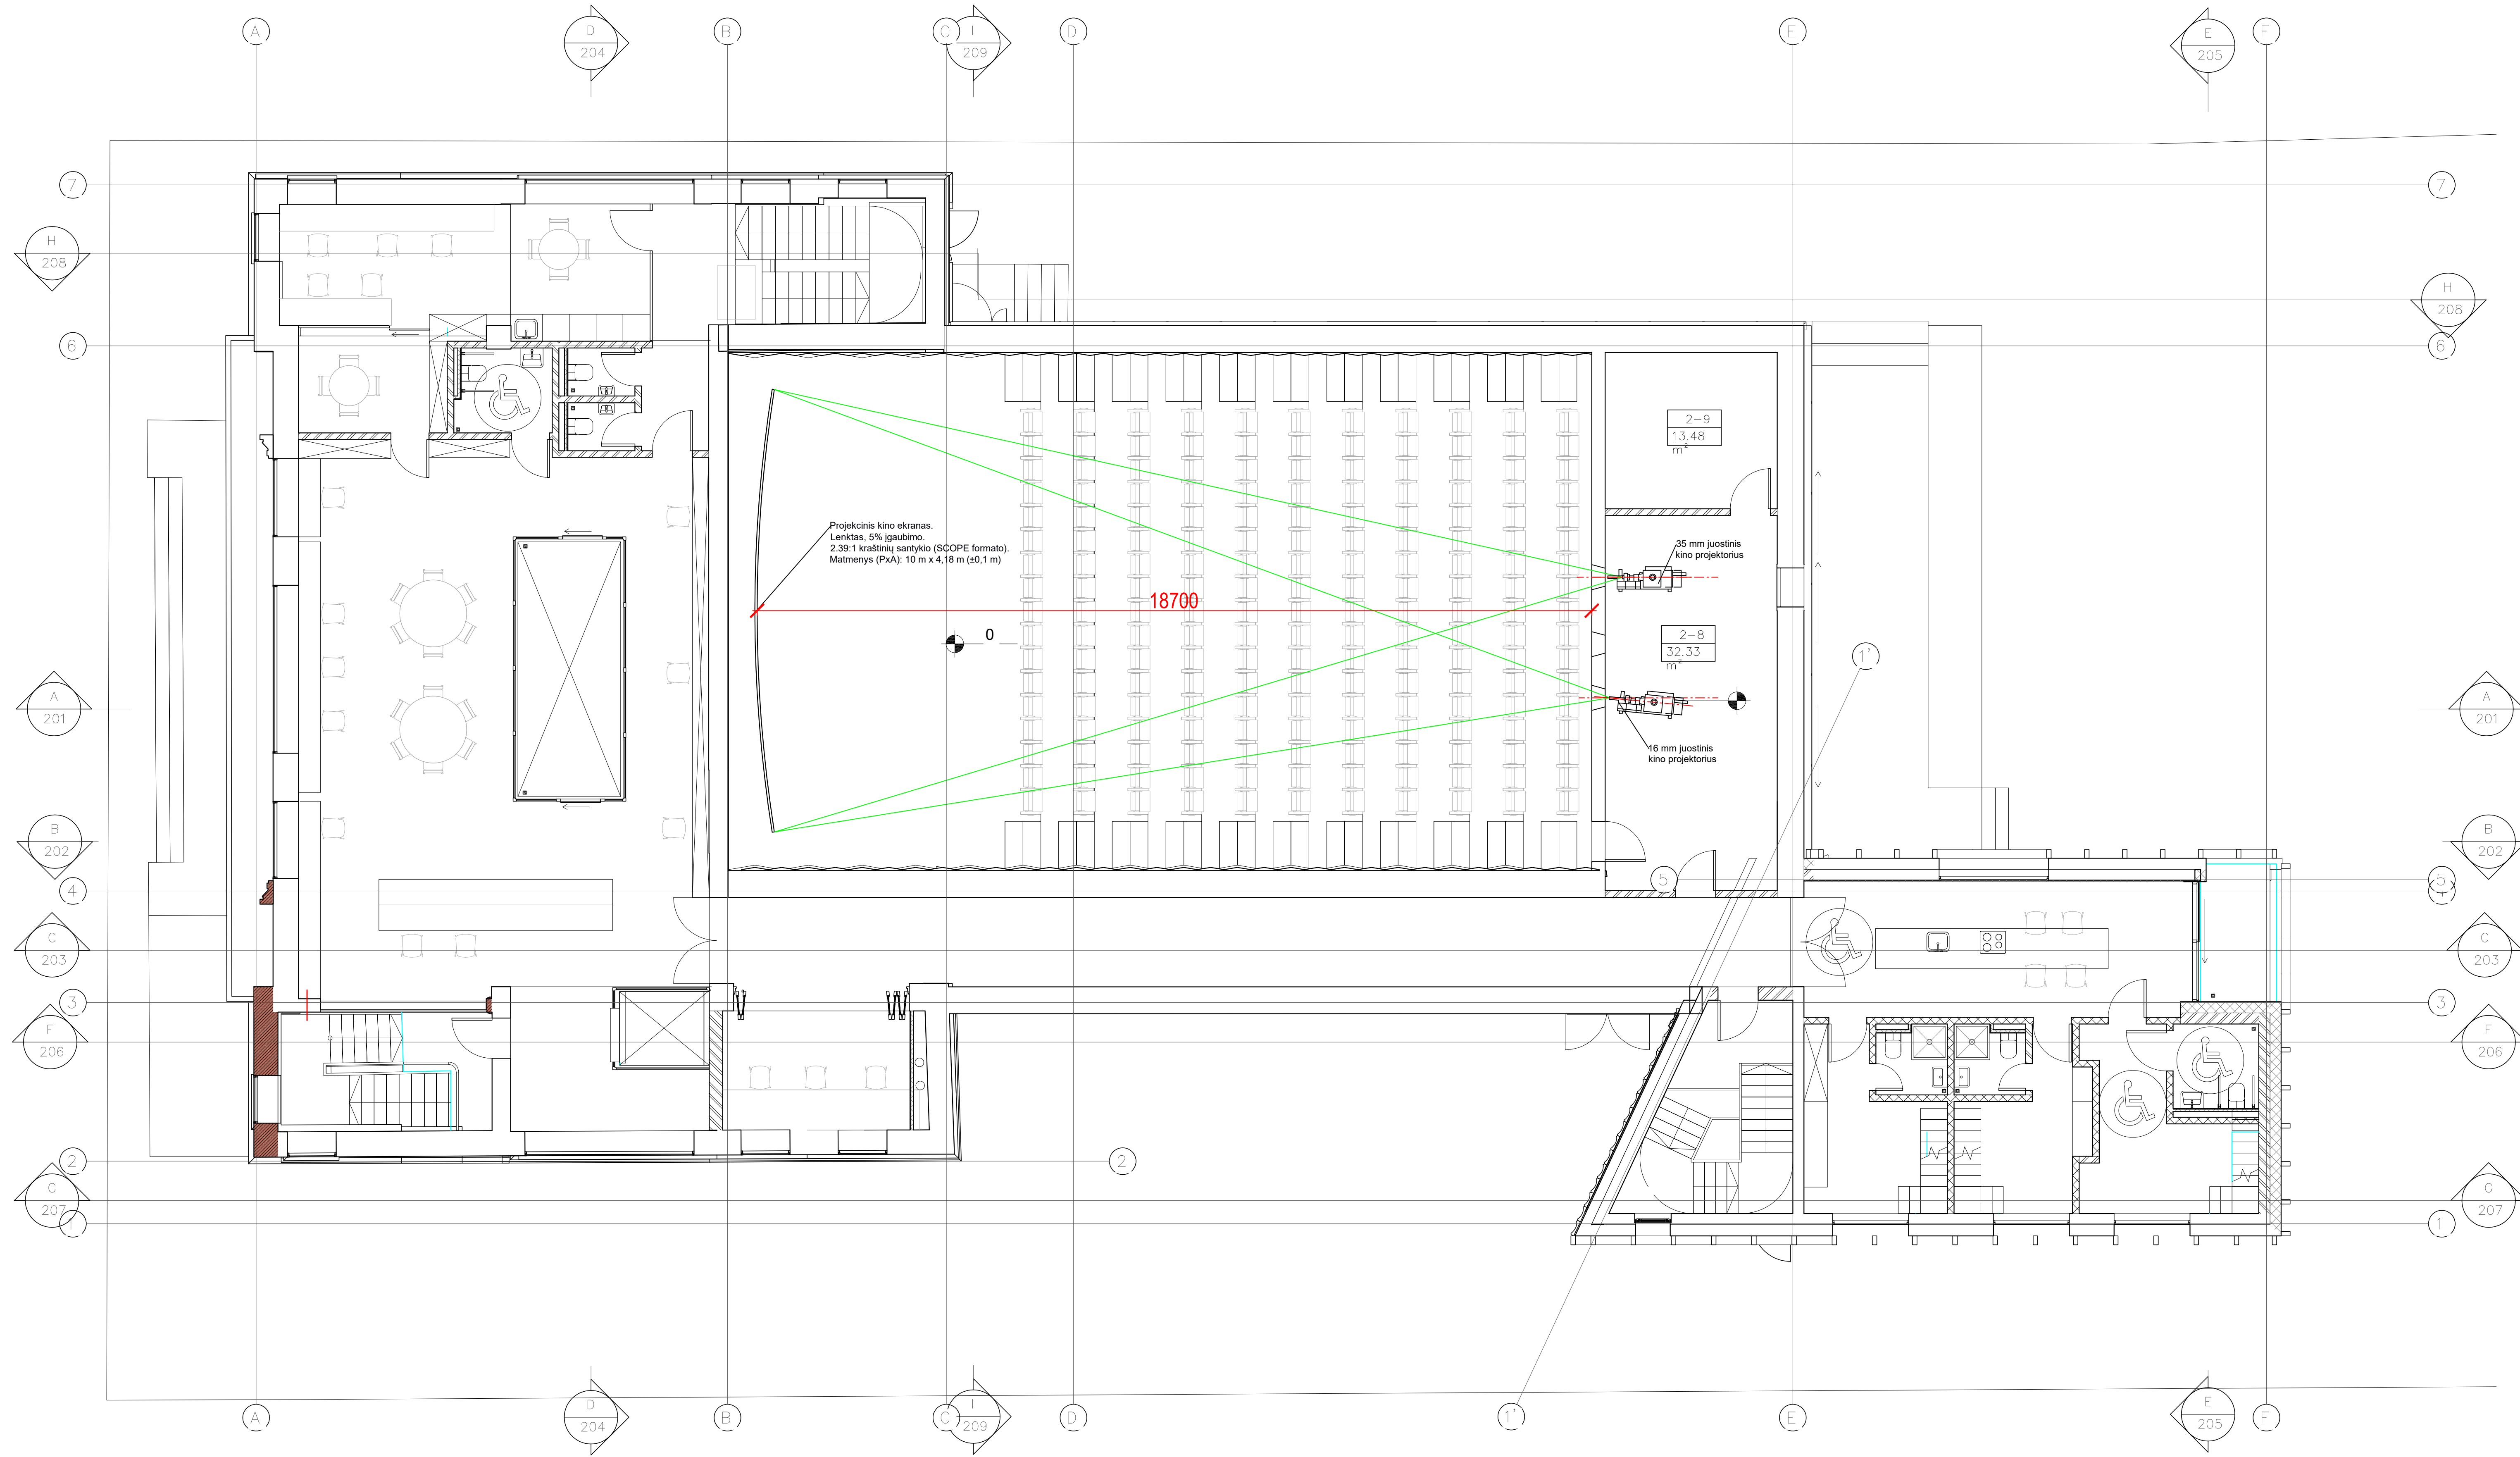 A
D
204
B
C
I
209
D
E
E
205
F
7
7
H
208
H
208
6
6
2-9
13.48
m2
Projekcinis kino ekranas.
Lenktas, 5% įgaubimo.
2.39:1 kraštinių santykio (SCOPE formato).
Matmenys (PxA): 10 m x 4,18 m (±0,1 m)
35 mm juostinis
kino projektorius
18700
0
2-8
32.33
m2
1'
A
201
A
201
16 mm juostinis
kino projektorius
B
202
B
202
4
5
5
C
203
C
203
3
3
F
206
F
206
2
2
G
207
G
207
1
1
A
D
204
B
C
I
209
D
1'
E
E
205
F